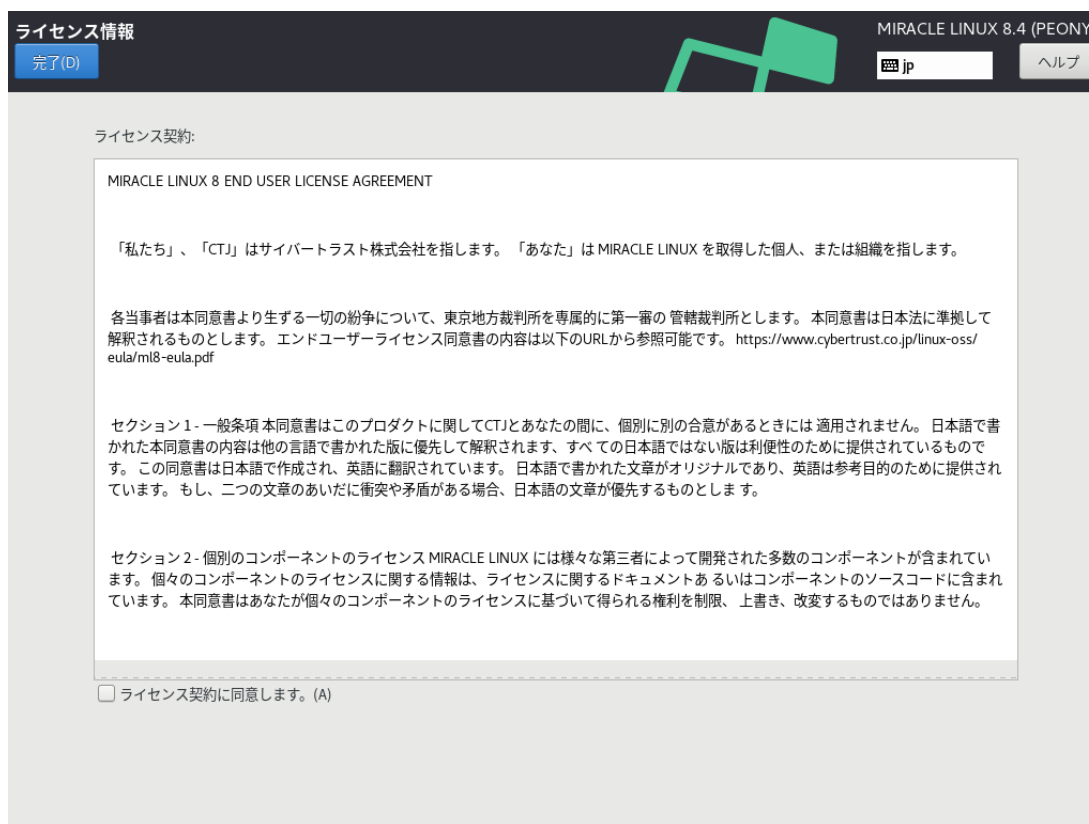 ライセンス情報
MIRACLE LINUX 8.4 (PEONY
完了(D)
jp
ヘルプ
ライセンス契約:
MIRACLE LINUX 8 END USER LICENSE AGREEMENT
「私たち」、「CTJ」はサイバートラスト株式会社を指します。 「あなた」は MIRACLE LINUX を取得した個人、または組織を指します。
各当事者は本同意書より生ずる一切の紛争について、東京地方裁判所を専属的に第一審の 管轄裁判所とします。 本同意書は日本法に準拠して
解釈されるものとします。 エンドユーザーライセンス同意書の内容は以下のURLから参照可能です。 https://www.cybertrust.co.jp/linux-oss/
eula/ml8-eula.pdf
セクション 1 - 一般条項 本同意書はこのプロダクトに関してCTJとあなたの間に、個別に別の合意があるときには 適用されません。 日本語で書
かれた本同意書の内容は他の言語で書かれた版に優先して解釈されます、すべ ての日本語ではない版は利便性のために提供されているもので
す。 この同意書は日本語で作成され、英語に翻訳されています。 日本語で書かれた文章がオリジナルであり、英語は参考目的のために提供され
ています。 もし、二つの文章のあいだに衝突や矛盾がある場合、日本語の文章が優先するものとしま す。
セクション 2 - 個別のコンポーネントのライセンス MIRACLE LINUX には様々な第三者によって開発された多数のコンポーネントが含まれてい
ます。 個々のコンポーネントのライセンスに関する情報は、ライセンスに関するドキュメントあ るいはコンポーネントのソースコードに含まれ
ています。 本同意書はあなたが個々のコンポーネントのライセンスに基づいて得られる権利を制限、 上書き、改変するものではありません。
ライセンス契約に同意します。(A)